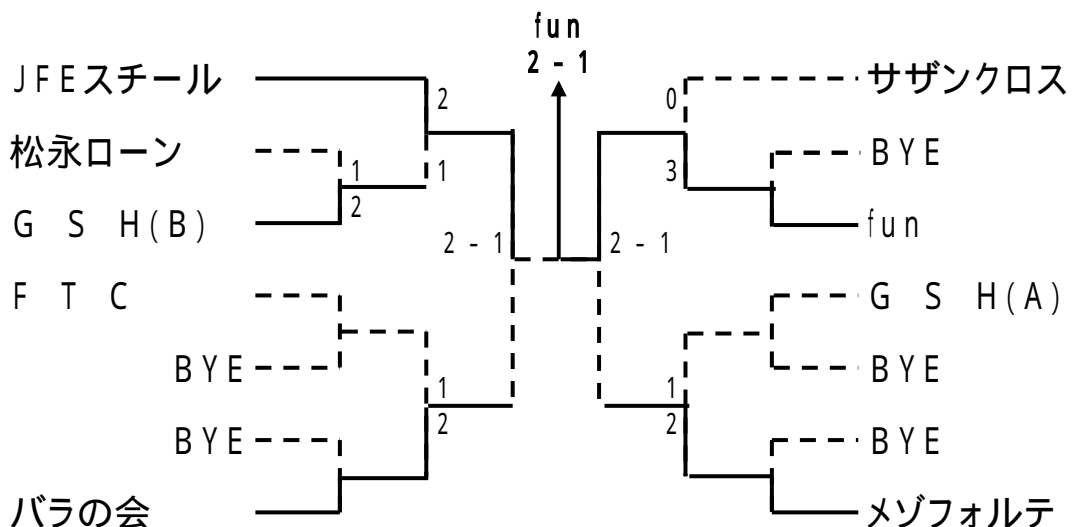 fun
2 - 1
JFEスチール
2
0
サザンクロス
松永ローン
1
1
3
BYE
G S H(B)
2
fun
2 - 1
2 - 1
F T C
G S H(A)
BYE
1
1
BYE
BYE
2
2
BYE
バラの会
メゾフォルテ